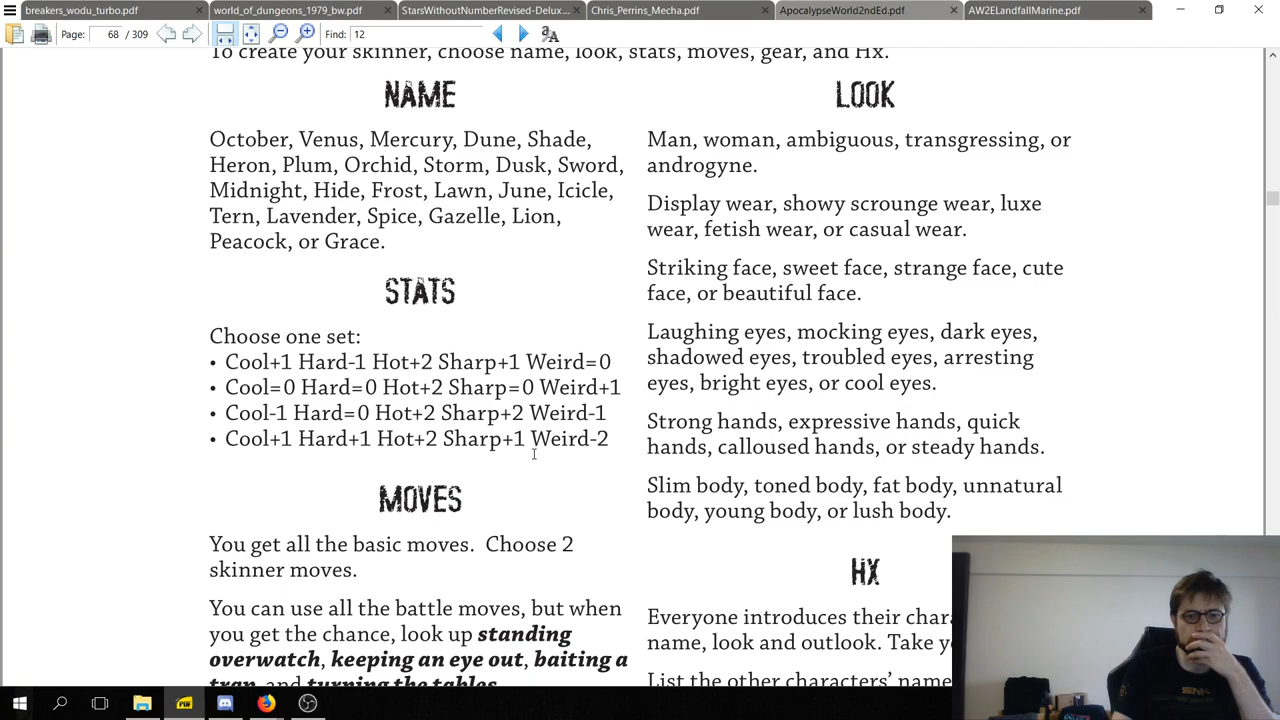 breakers_wodu_turbo.pdf
world_of_dungeons_1979_bw.pdf
StarsWithoutNumberRevised-Delux...
Chris_Perrins_Mecha.pdf
ApocalypseWorld2ndEd.pdf
AW2ELandfallMarine.pdf
Page: 68 / 309 Find: 12
To create your skinner, choose name, look, stats, moves, gear, and Hx.
NAME
October, Venus, Mercury, Dune, Shade,
Heron, Plum, Orchid, Storm, Dusk, Sword,
Midnight, Hide, Frost, Lawn, June, Icicle,
Tern, Lavender, Spice, Gazelle, Lion,
Peacock, or Grace.
STATS
Choose one set:
• Cool+1 Hard-1 Hot+2 Sharp+1 Weird=0
• Cool=0 Hard=0 Hot+2 Sharp=0 Weird+1
• Cool-1 Hard=0 Hot+2 Sharp+2 Weird-1
• Cool+1 Hard+1 Hot+2 Sharp+1 Weird-2
MOVES
You get all the basic moves. Choose 2
skinner moves.
You can use all the battle moves, but when
you get the chance, look up standing
overwatch, keeping an eye out, baiting a
trap, and turning the tables.
LOOK
Man, woman, ambiguous, transgressing, or
androgyne.
Display wear, showy scrounge wear, luxe
wear, fetish wear, or casual wear.
Striking face, sweet face, strange face, cute
face, or beautiful face.
Laughing eyes, mocking eyes, dark eyes,
shadowed eyes, troubled eyes, arresting
eyes, bright eyes, or cool eyes.
Strong hands, expressive hands, quick
hands, calloused hands, or steady hands.
Slim body, toned body, fat body, unnatural
body, young body, or lush body.
HX
Everyone introduces their char
name, look and outlook. Take y
List the other characters' name
PDF
SNK